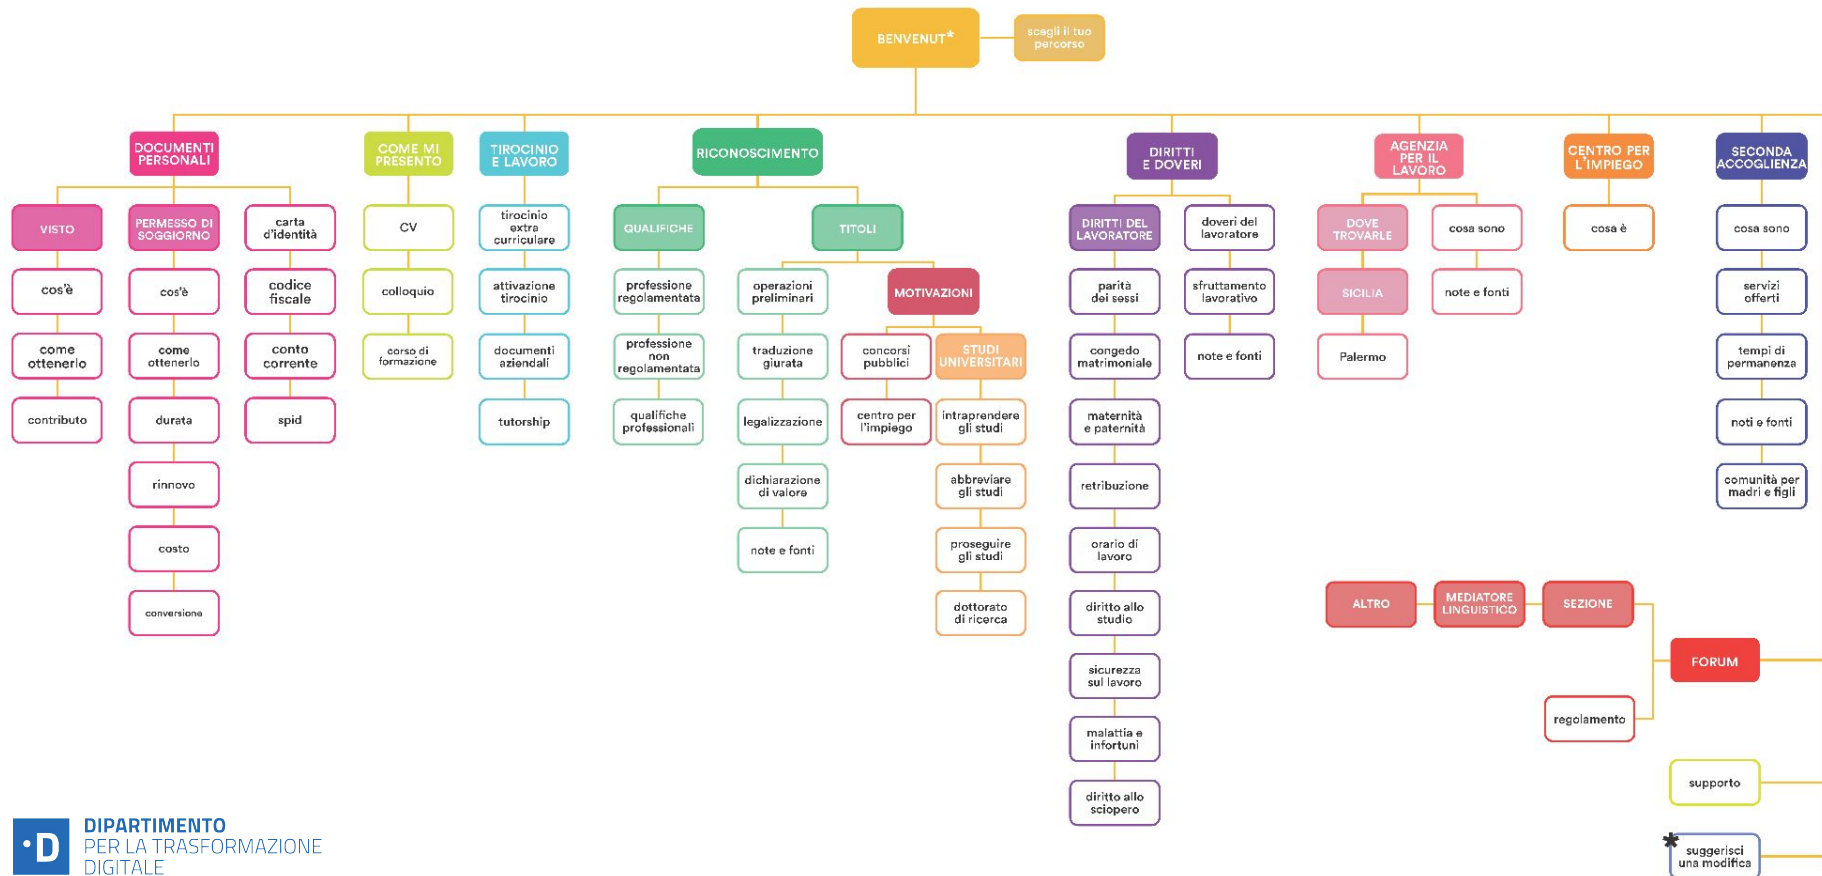 BENVENUT*
scegli il tuo
percorso
DOCUMENTI
PERSONALI
COME MI
PRESENTO
TIROCINIO
E LAVORO
RICONOSCIMENTO
DIRITTI
E DOVERI
AGENZIA
PER IL
LAVORO
CENTRO PER
L'IMPIEGO
SECONDA
ACCOGLIENZA
VISTO
cos'è
come
ottenerlo
contributo
PERMESSO DI
SOGGIORNO
cos'è
come
ottenerlo
durata
rinnovo
costo
conversione
carta
d'identità
codice
fiscale
conto
corrente
spid
CV
colloquio
corso di
formazione
tirocinio
extra
curriculare
attivazione
tirocinio
documenti
aziendali
tutorship
QUALIFICHE
professione
regolamentata
professione
non
regolamentata
qualifiche
professionali
TITOLI
operazioni
preliminari
traduzione
giurata
legalizzazione
dichiarazione
di valore
note e fonti
MOTIVAZIONI
concorsi
pubblici
centro per
l'impiego
STUDI
UNIVERSITARI
intraprendere
gli studi
abbreviare
gli studi
proseguire
gli studi
dottorato
di ricerca
DIRITTI DEL
LAVORATORE
parità
dei sessi
congedo
matrimoniale
maternità
e paternità
retribuzione
orario di
lavoro
diritto allo
studio
sicurezza
sul lavoro
malattia e
infortuni
diritto allo
sciopero
doveri del
lavoratore
sfruttamento
lavorativo
note e fonti
DOVE
TROVARLE
SICILIA
Palermo
cosa sono
note e fonti
cosa è
cosa sono
servizi
offerti
tempi di
permanenza
noti e fonti
comunità per
madri e figli
ALTRO
MEDIATORE
LINGUISTICO
SEZIONE
FORUM
regolamento
supporto
*
suggerisci
una modifica
·D
DIPARTIMENTO
PER LA TRASFORMAZIONE
DIGITALE